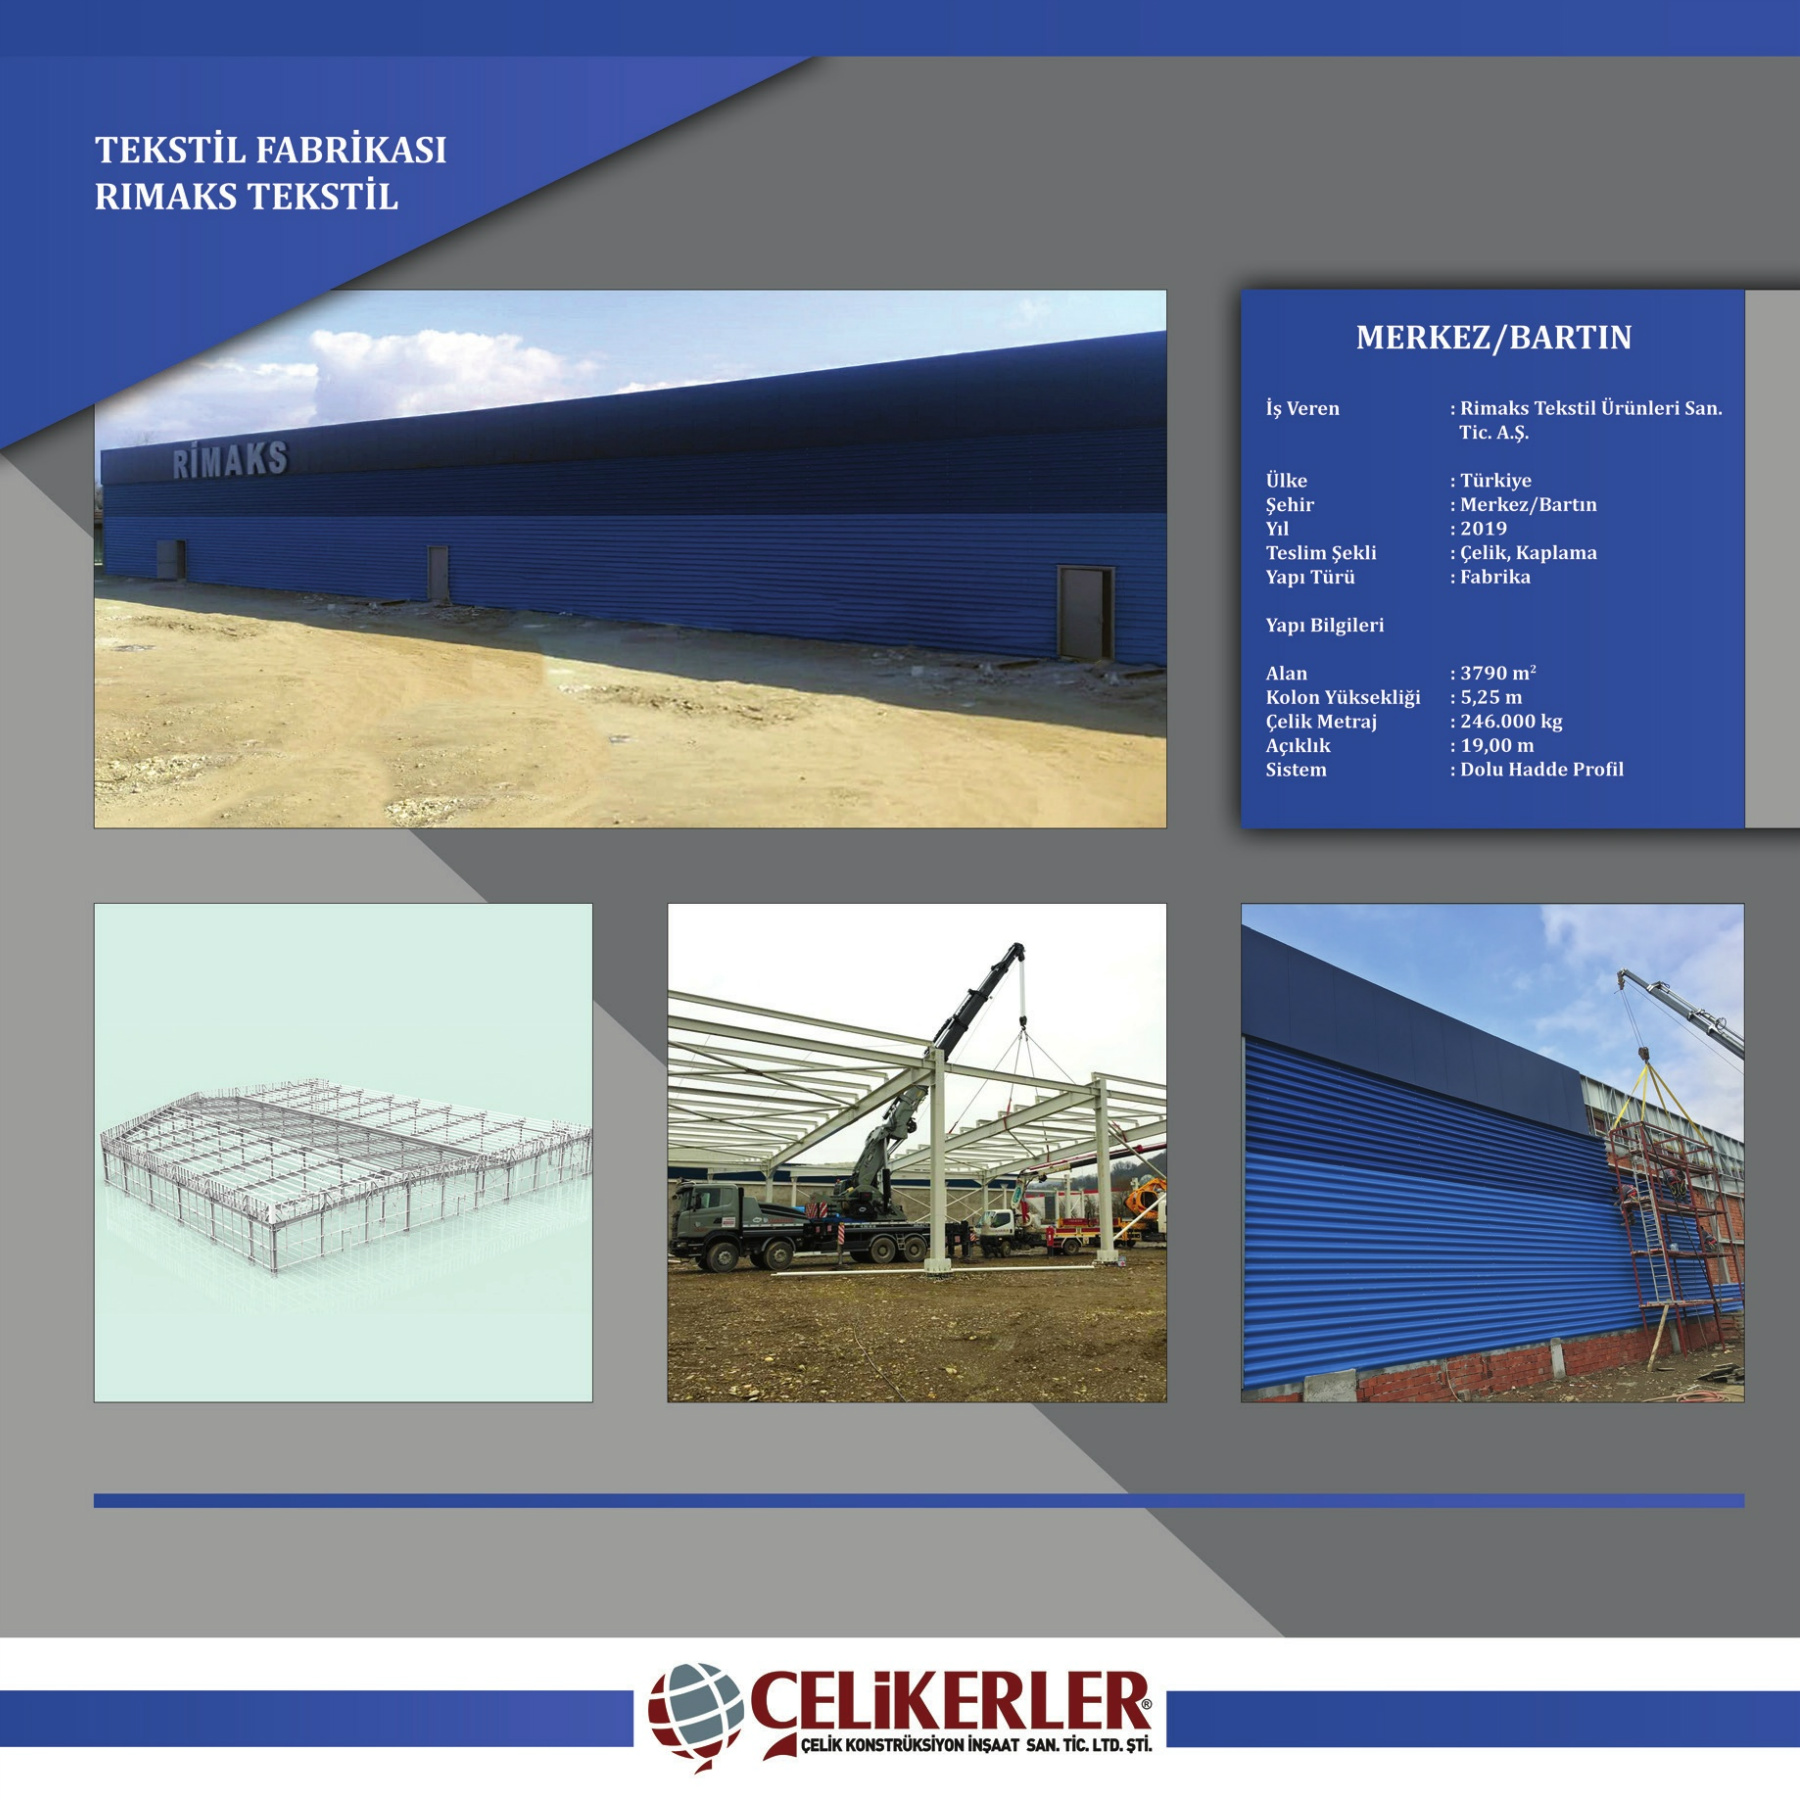 TEKSTİL FABRİKASI
RIMAKS TEKSTİL
RİMAKS
MERKEZ/BARTIN
İş Veren : Rimaks Tekstil Ürünleri San.
Tic. A.Ş.
Ülke : Türkiye
Şehir : Merkez/Bartın
Yıl : 2019
Teslim Şekli : Çelik, Kaplama
Yapı Türü : Fabrika
Yapı Bilgileri
Alan : 3790 m²
Kolon Yüksekliği : 5,25 m
Çelik Metraj : 246.000 kg
Açıklık : 19,00 m
Sistem : Dolu Hadde Profil
ÇELiKERLER®
ÇELİK KONSTRÜKSİYON İNŞAAT SAN. TİC. LTD. ŞTİ.